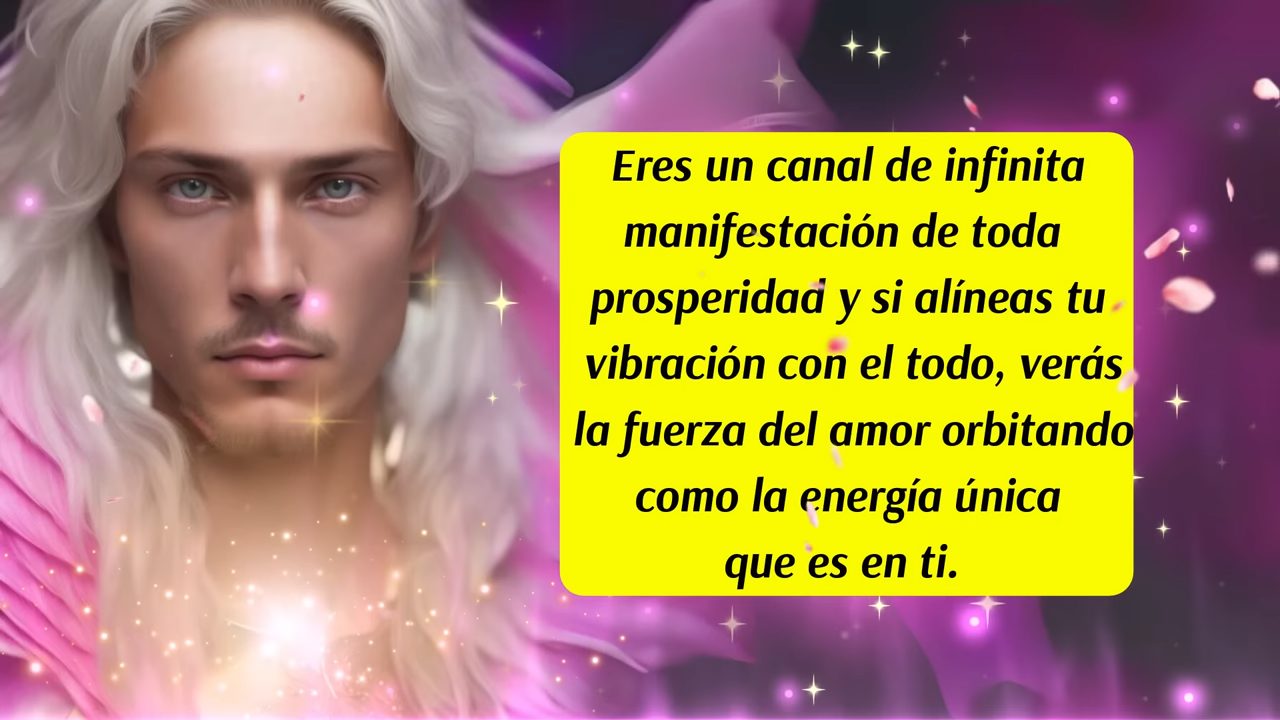 Eres un canal de infinita
manifestación de toda
prosperidad y si alíneas tu
vibración con el todo, verás
la fuerza del amor orbitando
como la energía única
que es en ti.